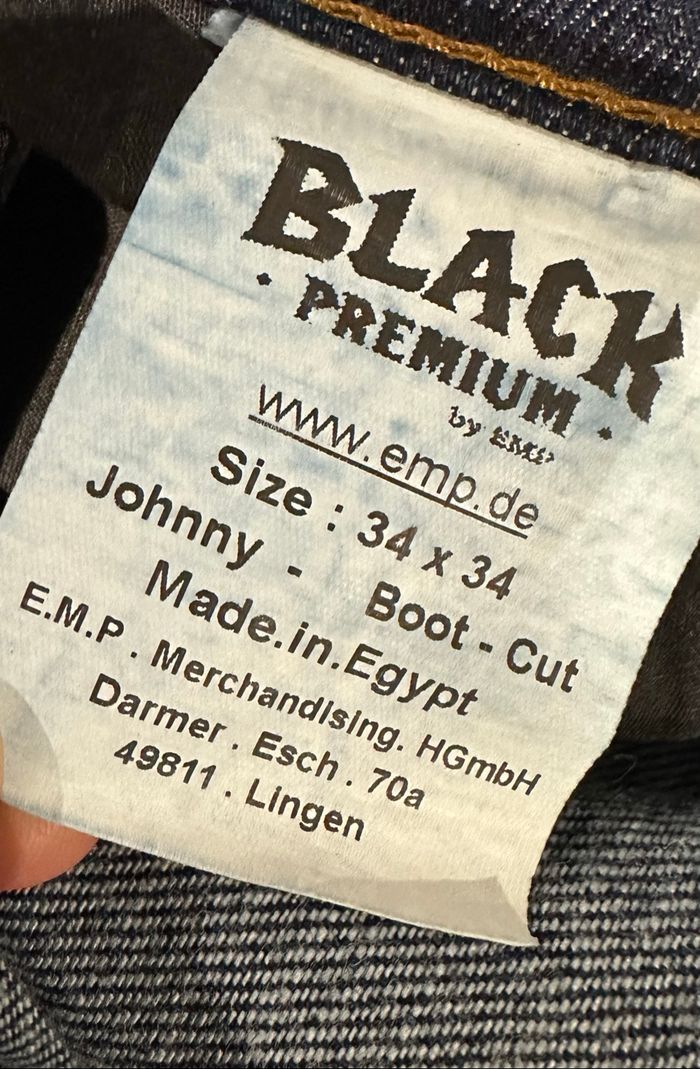 BLACK
• PREMIUM •
by EMP
www.emp.de
Size : 34 x 34
Johnny - Boot - Cut
Made.in.Egypt
E.M.P . Merchandlsing. HGmbH
Darmer . Esch . 70a
49811 . Lingen